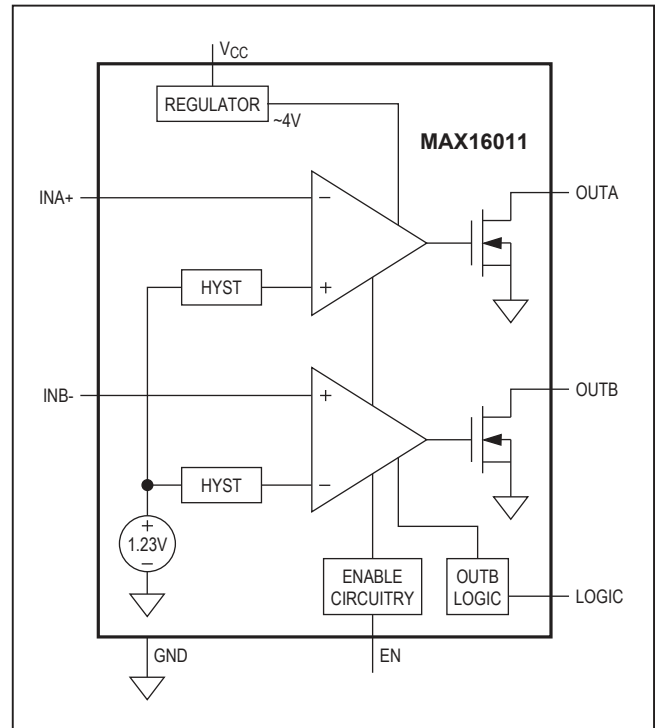 VCC
REGULATOR
~4V
MAX16011
INA+
−
OUTA
HYST
+
INB-
+
OUTB
HYST
−
+
1.23V
−
ENABLE
CIRCUITRY
OUTB
LOGIC
LOGIC
GND
EN